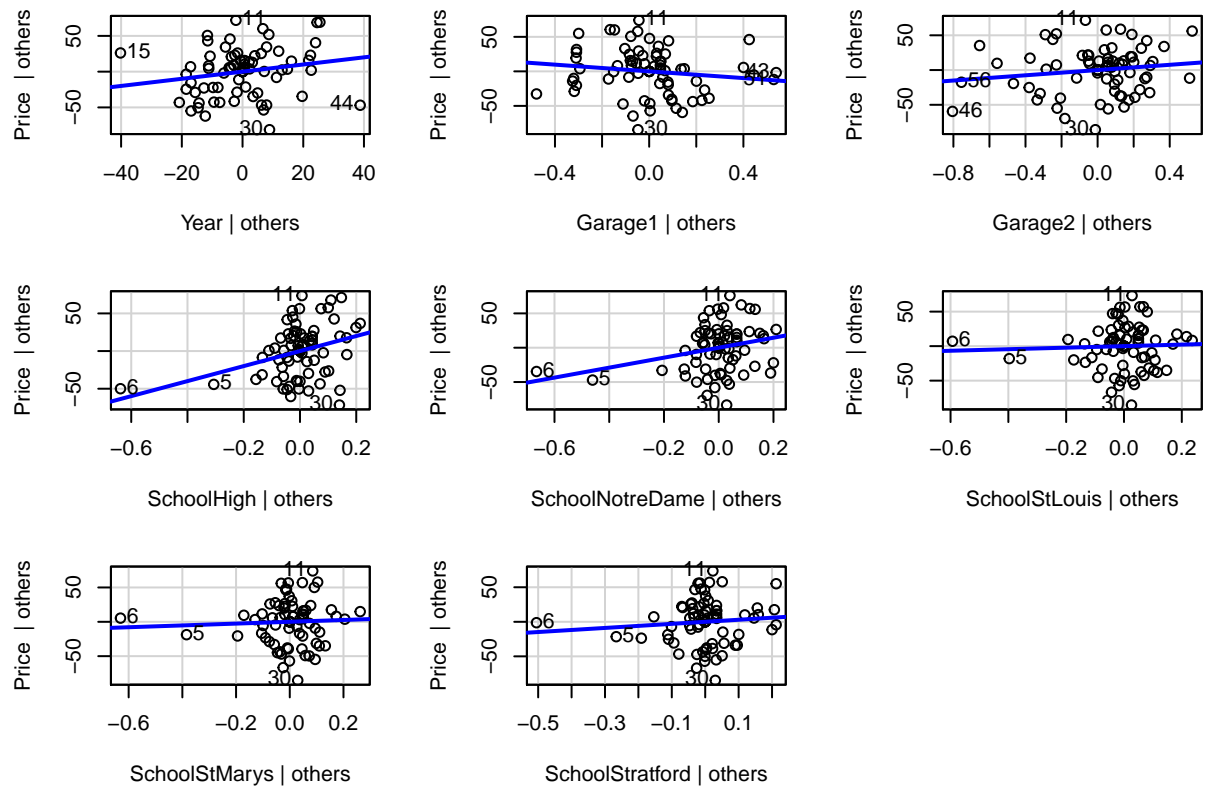 Price | others
50
−50
11
15
44
30
−40 −20 0 20 40
Year | others
Price | others
50
−50
11
30
−0.4 0.0 0.4
Garage1 | others
Price | others
50
−50
11
56
46
30
−0.8 −0.4 0.0 0.4
Garage2 | others
Price | others
50
−50
11
6
5
30
−0.6 −0.2 0.0 0.2
SchoolHigh | others
Price | others
50
−50
11
6
5
30
−0.6 −0.2 0.0 0.2
SchoolNotreDame | others
Price | others
50
−50
11
6
5
30
−0.6 −0.2 0.0 0.2
SchoolStLouis | others
Price | others
50
−50
11
6
5
30
−0.6 −0.2 0.0 0.2
SchoolStMarys | others
Price | others
50
−50
11
6
5
30
−0.5 −0.3 −0.1 0.1
SchoolStratford | others